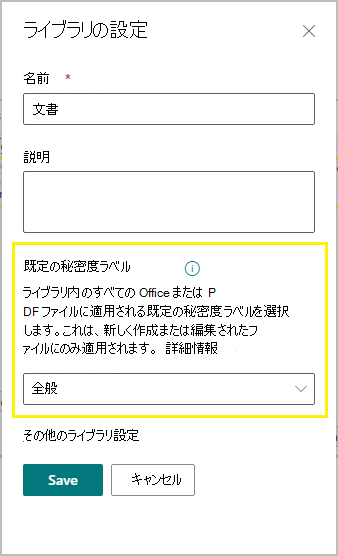 ライブラリの設定
名前 *
文書
説明
既定の秘密度ラベル
ライブラリ内のすべての Office または P
DF ファイルに適用される既定の秘密度ラベルを選択
します。これは、新しく作成または編集されたフ
ァイルにのみ適用されます。 詳細情報
全般
その他のライブラリ設定
Save キャンセル